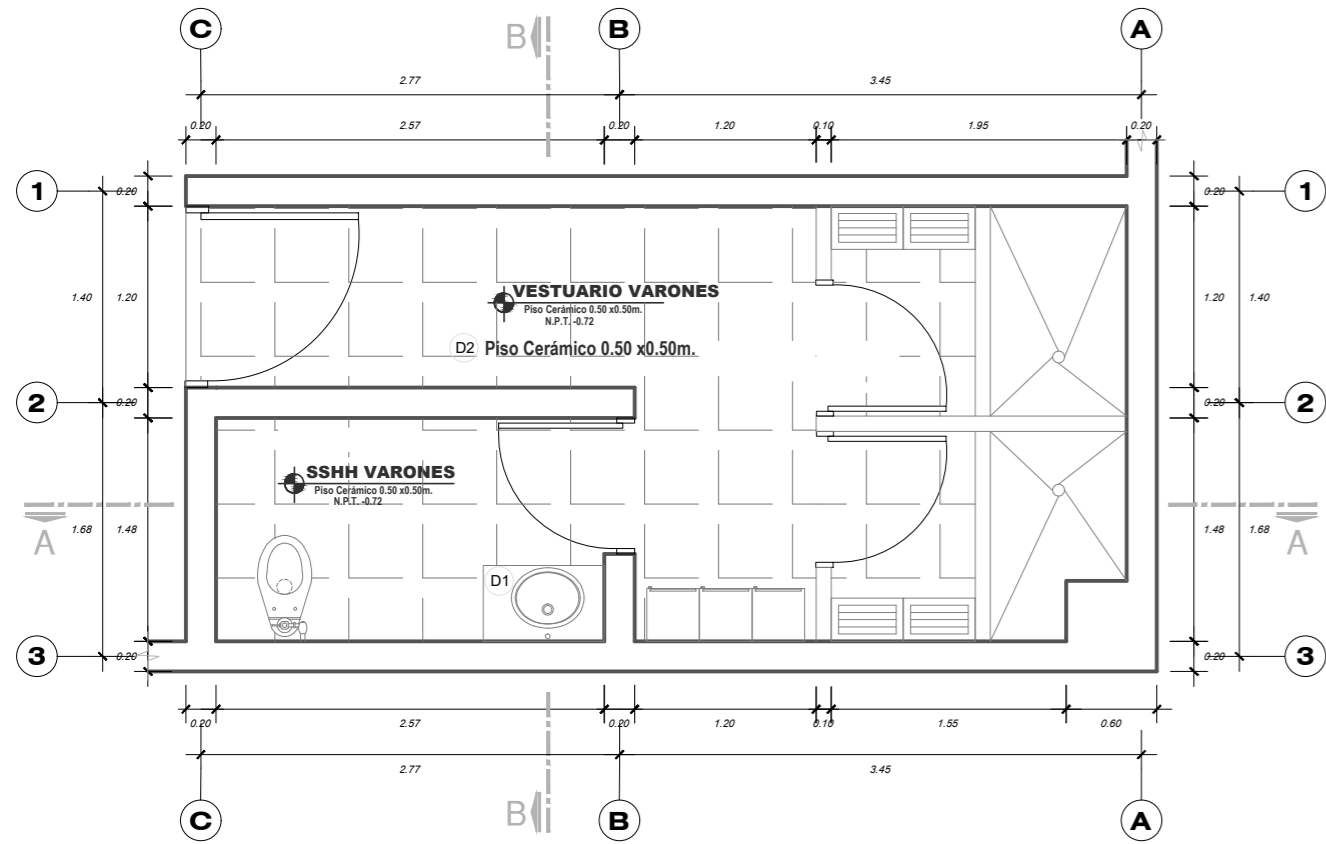 C
B
B
A
2.77
3.45
0.20
2.57
0.20
1.20
0.10
1.95
0.20
1
0.20
0.20
1
VESTUARIO VARONES
Piso Cerámico 0.50 x0.50m.
N.P.T. -0.72
1.40
1.20
1.20
1.40
D2
Piso Cerámico 0.50 x0.50m.
2
0.20
0.20
2
SSHH VARONES
Piso Cerámico 0.50 x0.50m.
N.P.T. -0.72
1.68
1.48
1.48
1.68
A
A
D1
3
0.20
0.20
3
0.20
2.57
0.20
1.20
0.10
1.55
0.60
2.77
3.45
C
B
B
A